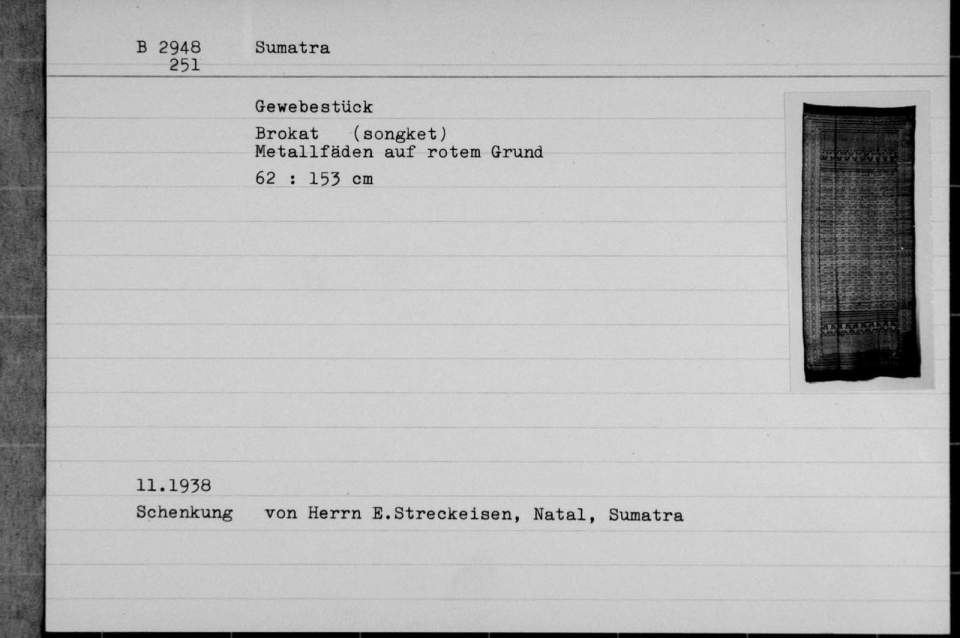 B 2948 Sumatra
251
Gewebestück
Brokat (songket)
Metallfäden auf rotem Grund
62 : 153 cm
11.1938
Schenkung von Herrn E.Streckeisen, Natal, Sumatra